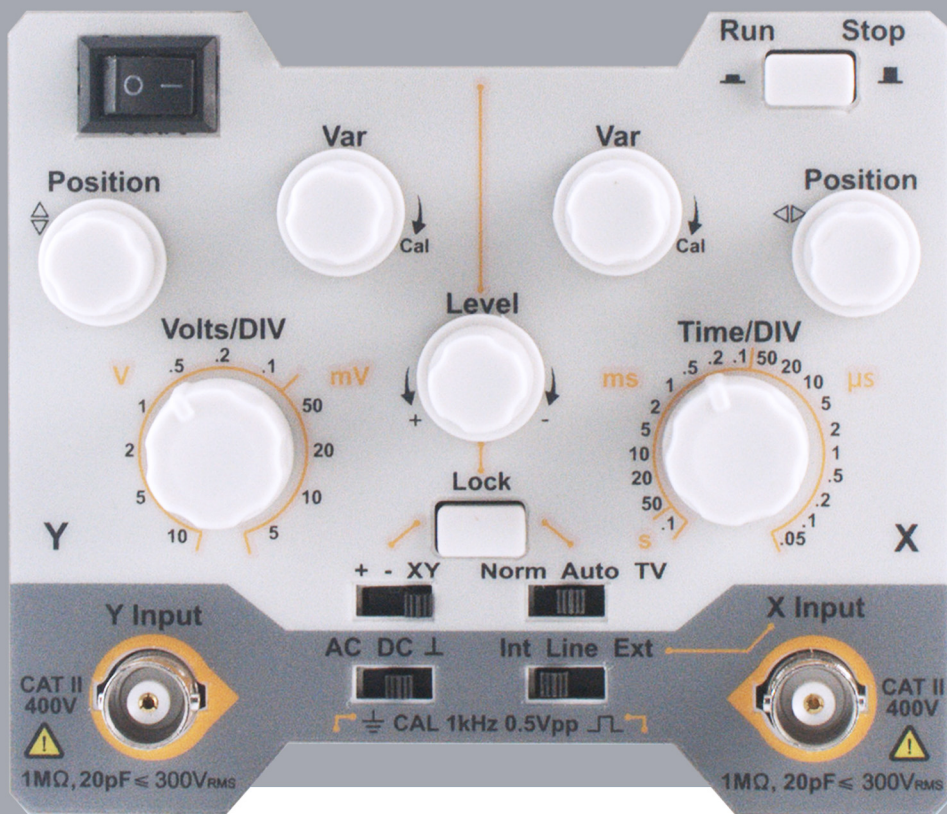 Run Stop
Var Var
Position Position
Cal Cal
Level
Volts/DIV Time/DIV
V .5 .2 .1 mV
1 50
2 20
5 10
10 5
ms .5 .2 .1 50 20 µs
1 10
2 5
5 2
10 1
20 .5
50 .2
s .1 .1
.05
+ -
Lock
Y X
+ - XY Norm Auto TV
Y Input X Input
AC DC ⊥ Int Line Ext
CAT II CAT II
400V 400V
CAL 1kHz 0.5Vpp
1MΩ, 20pF ≤ 300VRMS 1MΩ, 20pF ≤ 300VRMS